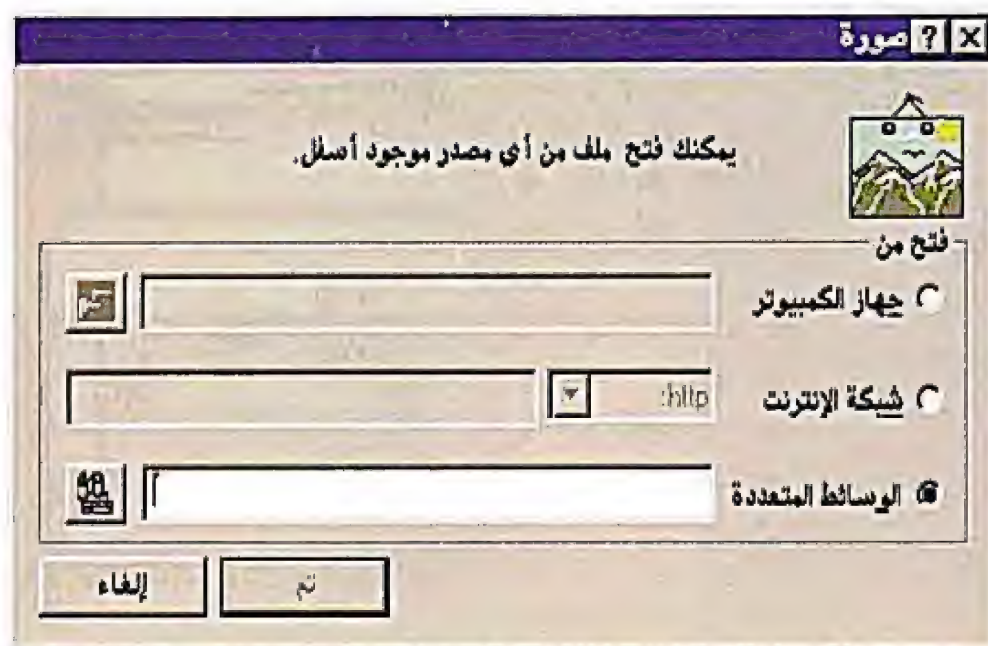 صورة
يمكنك فتح ملف من أي مصدر موجود أسفل.
فتح من
جهاز الكمبيوتر
شبكة الإنترنت http:
الوسائط المتعددة
تم إلغاء